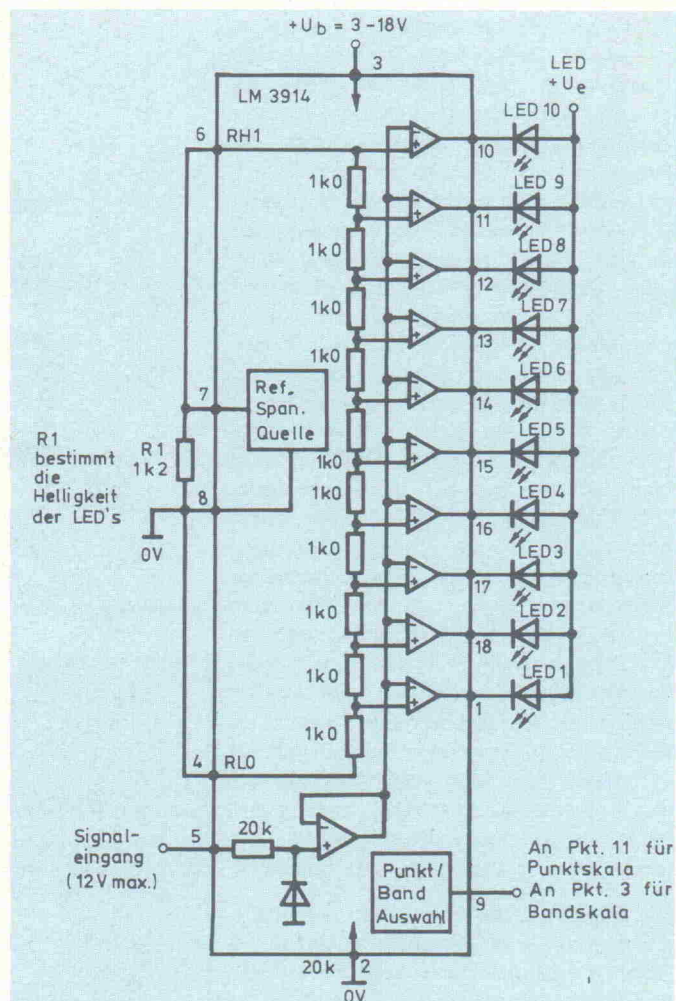 +Ub = 3-18V
3
LED
+Ue
LM 3914
LED 10
6
RH1
10
1k0
LED 9
11
1k0
LED 8
12
1k0
LED 7
13
1k0
LED 6
14
7
Ref.
Span.
Quelle
LED 5
15
1k0
R1
bestimmt
die
Helligkeit
der LED's
R1
1k2
8
0V
LED 4
16
1k0
LED 3
17
1k0
LED 2
18
1k0
LED 1
1
1k0
1k0
4
RL0
Signal-
eingang
(12V max.)
5
20k
Punkt/
Band
Auswahl
9
An Pkt. 11 für
Punktskala
An Pkt. 3 für
Bandskala
20k
2
0V